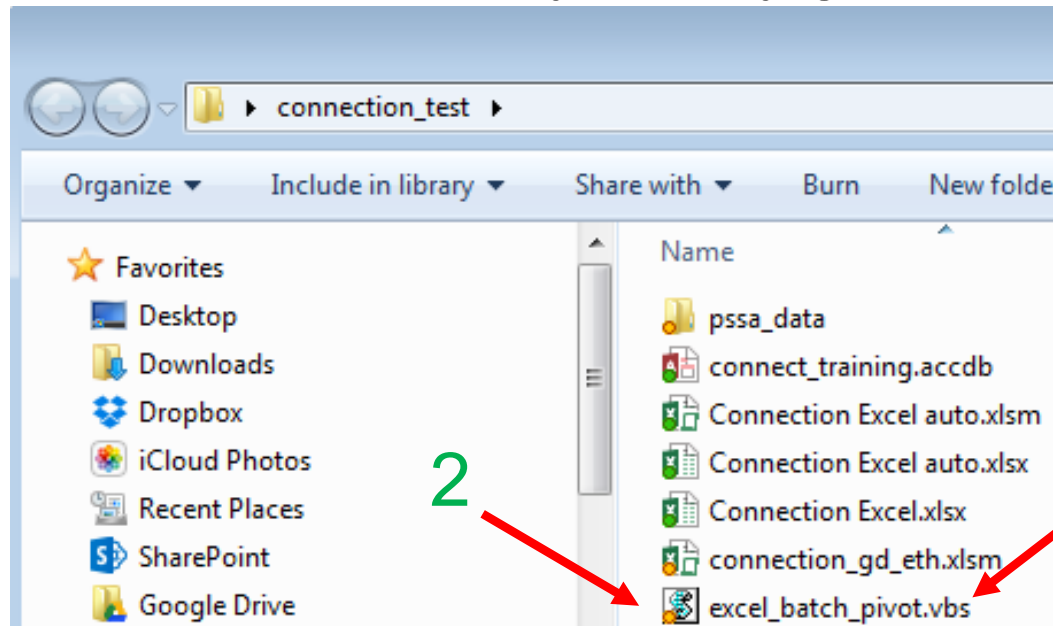 connection_test
Organize Include in library Share with Burn New folde
Favorites
Desktop
Downloads
Dropbox
iCloud Photos
Recent Places
SharePoint
Google Drive
2
Name
pssa_data
connect_training.accdb
Connection Excel auto.xlsm
Connection Excel auto.xlsx
Connection Excel.xlsx
connection_gd_eth.xlsm
excel_batch_pivot.vbs